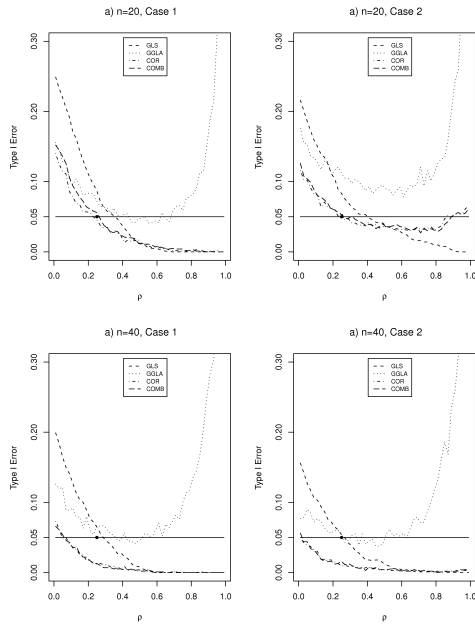 a) n=20, Case 1
Type I Error
0.00 0.05 0.10 0.20 0.30
GLS
GGLA
COR
COMB
0.0 0.2 0.4 0.6 0.8 1.0
ρ
a) n=20, Case 2
Type I Error
0.00 0.05 0.10 0.20 0.30
GLS
GGLA
COR
COMB
0.0 0.2 0.4 0.6 0.8 1.0
ρ
a) n=40, Case 1
Type I Error
0.00 0.05 0.10 0.20 0.30
GLS
GGLA
COR
COMB
0.0 0.2 0.4 0.6 0.8 1.0
ρ
a) n=40, Case 2
Type I Error
0.00 0.05 0.10 0.20 0.30
GLS
GGLA
COR
COMB
0.0 0.2 0.4 0.6 0.8 1.0
ρ